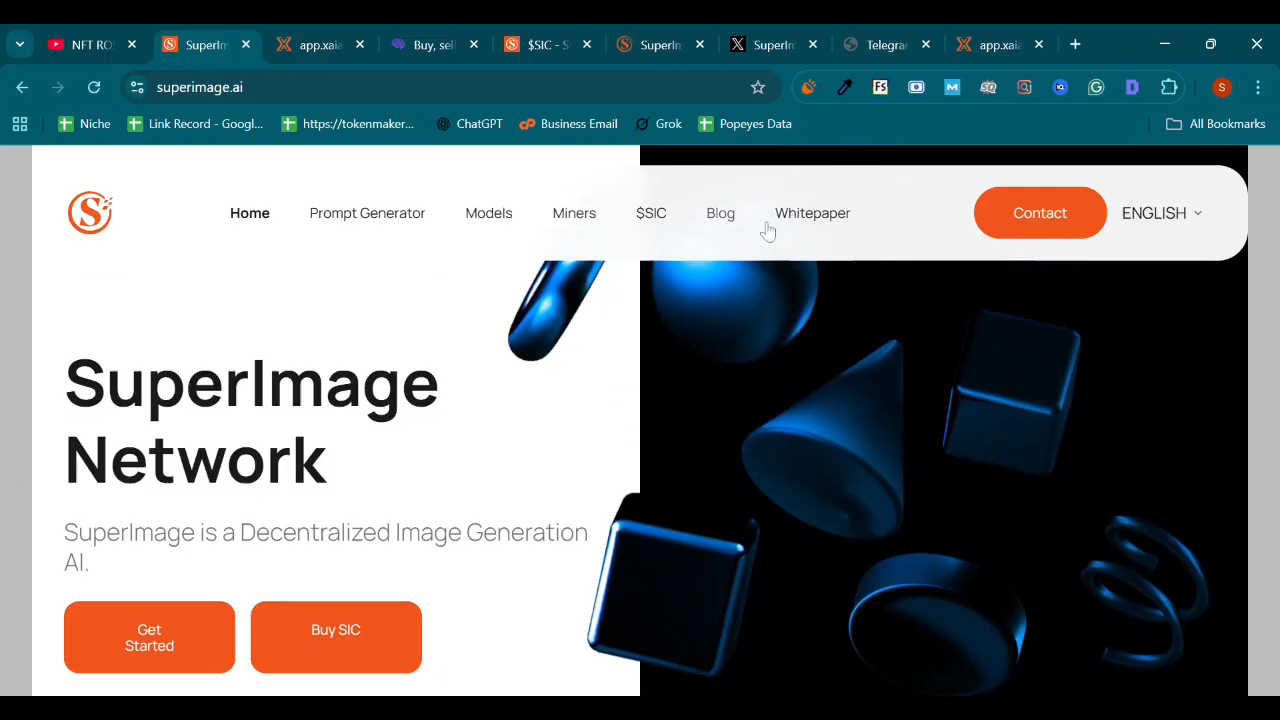 NFT RO
SuperIm
app.xaia
Buy, sell
$SIC - S
SuperIm
SuperIm
Telegra
app.xaia
superimage.ai
Niche
Link Record - Googl...
https://tokenmaker...
ChatGPT
Business Email
Grok
Popeyes Data
All Bookmarks
Home
Prompt Generator
Models
Miners
$SIC
Blog
Whitepaper
Contact
ENGLISH
SuperImage
Network
SuperImage is a Decentralized Image Generation
AI.
Get
Started
Buy SIC